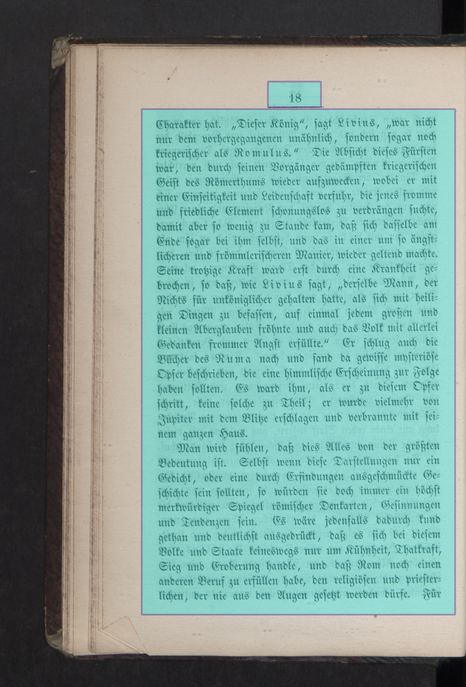 18
Charakter hat. „Dieser König“, sagt Livius, „war nicht
nur dem vorhergegangenen unähnlich, sondern sogar noch
kriegerischer als Romulus.“ Die Absicht dieses Fürsten
war, den durch seinen Vorgänger gedämpften kriegerischen
Geist des Römerthums wieder aufzuwecken, wobei er mit
einer Einseitigkeit und Leidenschaft verfuhr, die jenes fromme
und friedliche Element schonungslos zu verdrängen suchte,
damit aber so wenig zu Stande kam, daß sich dasselbe am
Ende sogar bei ihm selbst, und das in einer um so ängst-
licheren und frömmlerischeren Manier, wieder geltend machte.
Seine trotzige Kraft ward erst durch eine Krankheit ge-
brochen, so daß, wie Livius sagt, „derselbe Mann, der
Nichts für unköniglicher gehalten hatte, als sich mit heili-
gen Dingen zu befassen, auf einmal jedem großen und
kleinen Aberglauben fröhnte und auch das Volk mit allerlei
Gedanken frommer Angst erfüllte.“ Er schlug auch die
Bücher des Numa nach und fand da gewisse mysteriöse
Opfer beschrieben, die eine himmlische Erscheinung zur Folge
haben sollten. Es ward ihm, als er zu diesem Opfer
schritt, keine solche zu Theil; er wurde vielmehr von
Jupiter mit dem Blitze erschlagen und verbrannte mit sei-
nem ganzen Haus.
Man wird fühlen, daß dies Alles von der größten
Bedeutung ist. Selbst wenn diese Darstellungen nur ein
Gedicht, oder eine durch Erfindungen ausgeschmückte Ge-
schichte sein sollten, so würden sie doch immer ein höchst
merkwürdiger Spiegel römischer Denkarten, Gesinnungen
und Tendenzen sein. Es wäre jedenfalls dadurch kund
gethan und deutlichst ausgedrückt, daß es sich bei diesem
Volke und Staate keineswegs nur um Kühnheit, Thatkraft,
Sieg und Eroberung handle, und daß Rom noch einen
anderen Beruf zu erfüllen habe, den religiösen und priester-
lichen, der nie aus den Augen gesetzt werden dürfe. Für